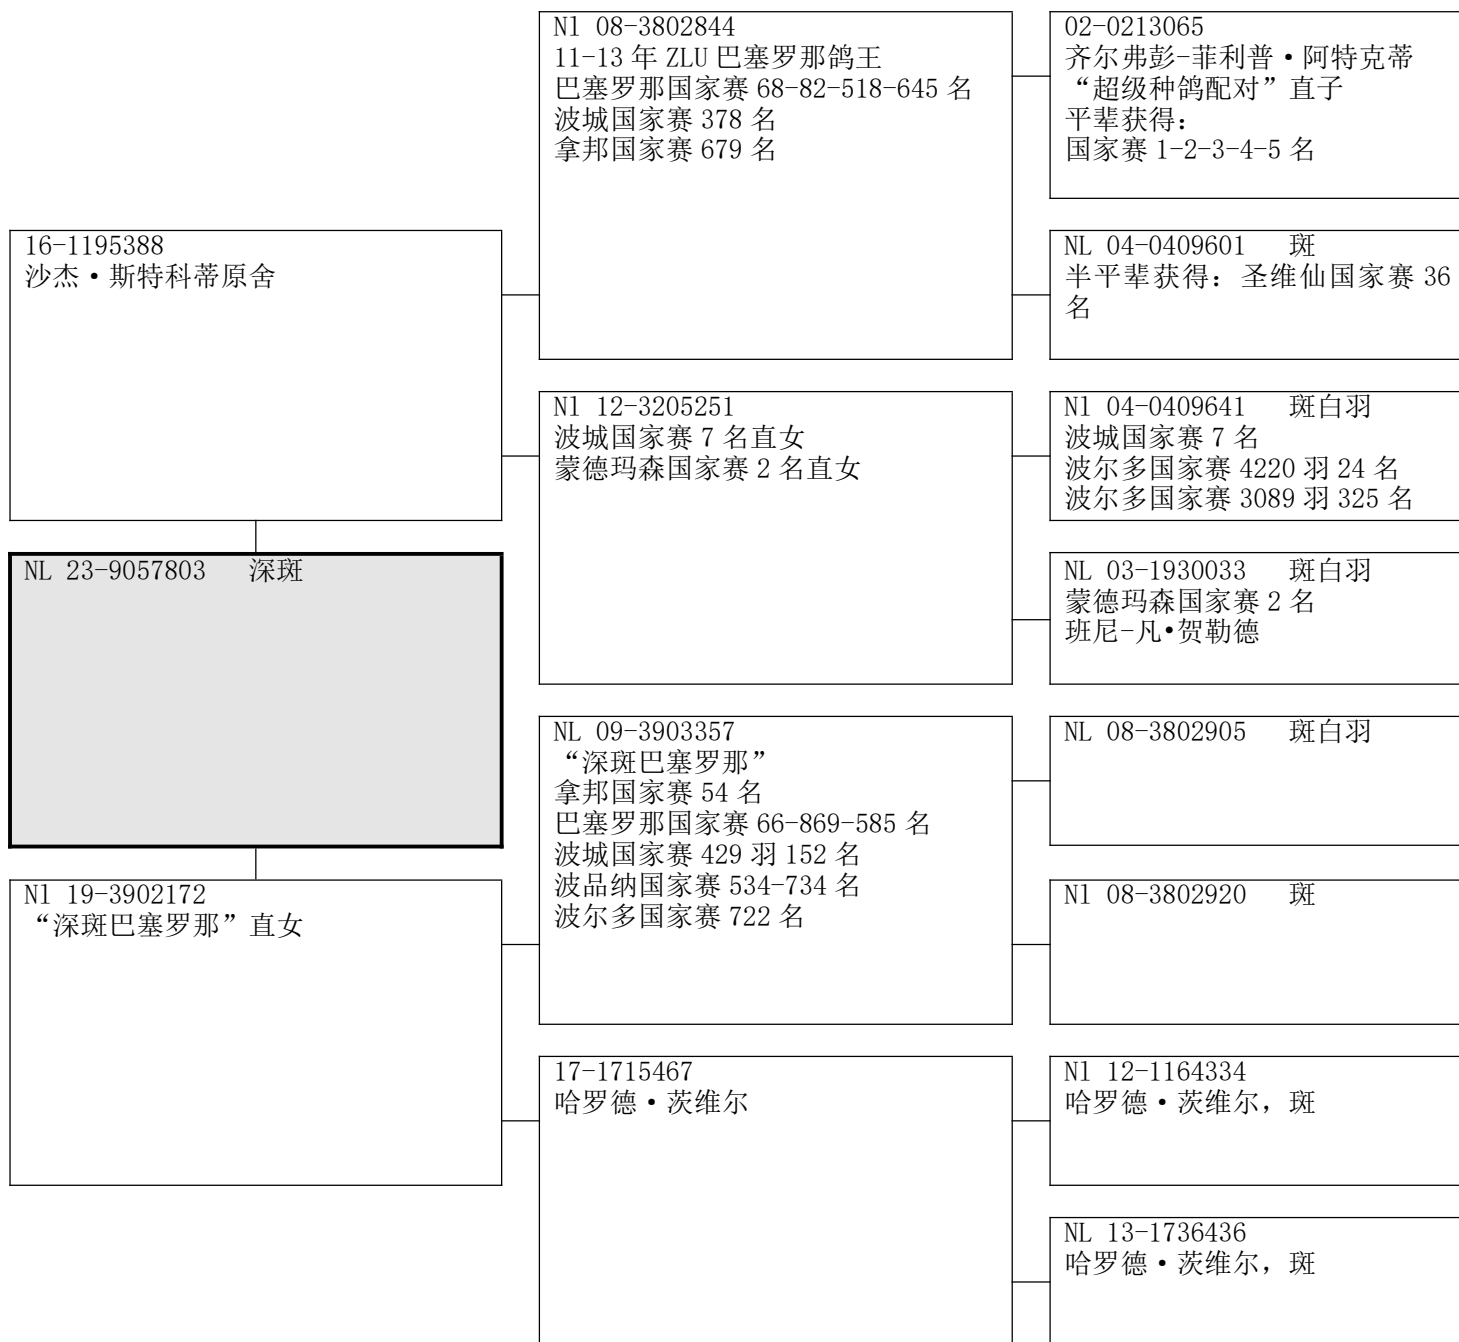 16-1195388
沙杰·斯特科蒂原舍
NL 23-9057803 深斑
Nl 19-3902172
“深斑巴塞罗那”直女
Nl 08-3802844
11-13 年 ZLU 巴塞罗那鸽王
巴塞罗那国家赛 68-82-518-645 名
波城国家赛 378 名
拿邦国家赛 679 名
Nl 12-3205251
波城国家赛 7 名直女
蒙德玛森国家赛 2 名直女
NL 09-3903357
“深斑巴塞罗那”
拿邦国家赛 54 名
巴塞罗那国家赛 66-869-585 名
波城国家赛 429 羽 152 名
波品纳国家赛 534-734 名
波尔多国家赛 722 名
17-1715467
哈罗德·茨维尔
02-0213065
齐尔弗彭-菲利普·阿特克蒂
“超级种鸽配对”直子
平辈获得：
国家赛 1-2-3-4-5 名
NL 04-0409601 斑
半平辈获得：圣维仙国家赛 36
名
Nl 04-0409641 斑白羽
波城国家赛 7 名
波尔多国家赛 4220 羽 24 名
波尔多国家赛 3089 羽 325 名
NL 03-1930033 斑白羽
蒙德玛森国家赛 2 名
班尼-凡•贺勒德
NL 08-3802905 斑白羽
Nl 08-3802920 斑
Nl 12-1164334
哈罗德·茨维尔，斑
NL 13-1736436
哈罗德·茨维尔，斑